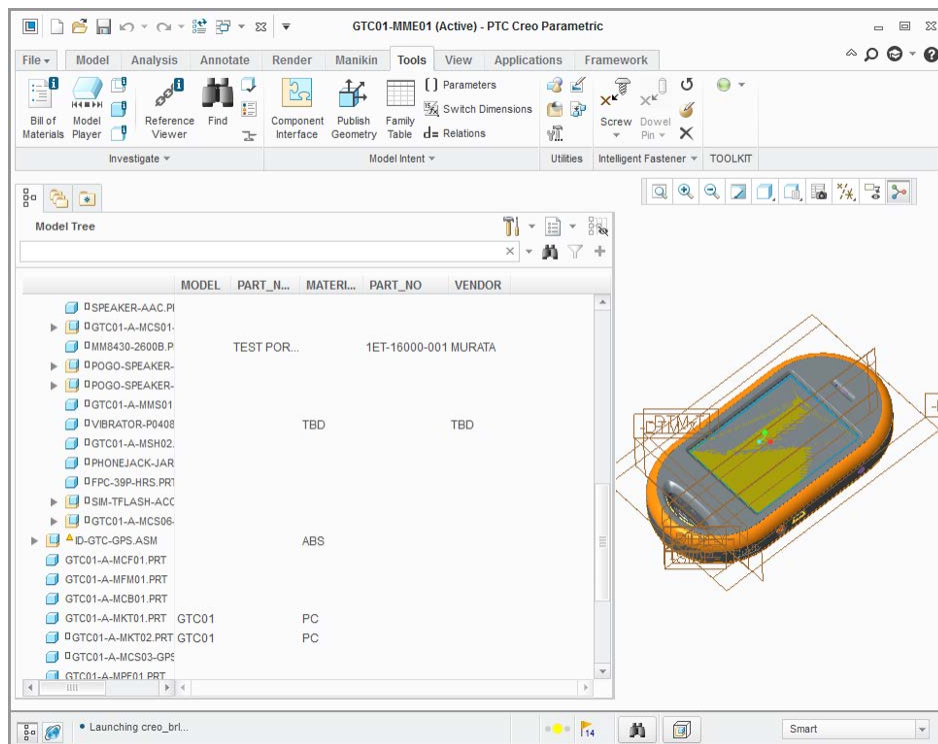 GTC01-MME01 (Active) - PTC Creo Parametric
File Model Analysis Annotate Render Manikin Tools View Applications Framework
Bill of Materials
Model Player
Reference Viewer
Find
Component Interface
Publish Geometry
Family Table
Parameters
Switch Dimensions
d= Relations
Screw
Dowel Pin
Investigate
Model Intent
Utilities
Intelligent Fastener
TOOLKIT
Model Tree
MODEL PART_N... MATERI... PART_NO VENDOR
SPEAKER-AAC.P
GTC01-A-MCS01-
MM8430-2600B.P TEST POR... 1ET-16000-001 MURATA
POGO-SPEAKER-
POGO-SPEAKER-
GTC01-A-MMS01
VIBRATOR-P0408 TBD TBD
GTC01-A-MSH02.
PHONEJACK-JAR
FPC-39P-HRS.PRT
SIM-TFLASH-ACC
GTC01-A-MCS06-
ID-GTC-GPS.ASM ABS
GTC01-A-MCF01.PRT
GTC01-A-MFM01.PRT
GTC01-A-MCB01.PRT
GTC01-A-MKT01.PRT GTC01 PC
GTC01-A-MKT02.PRT GTC01 PC
GTC01-A-MCS03-GPS
GTC01-A-MPF01.PRT
• Launching creo_brl...
14
Smart